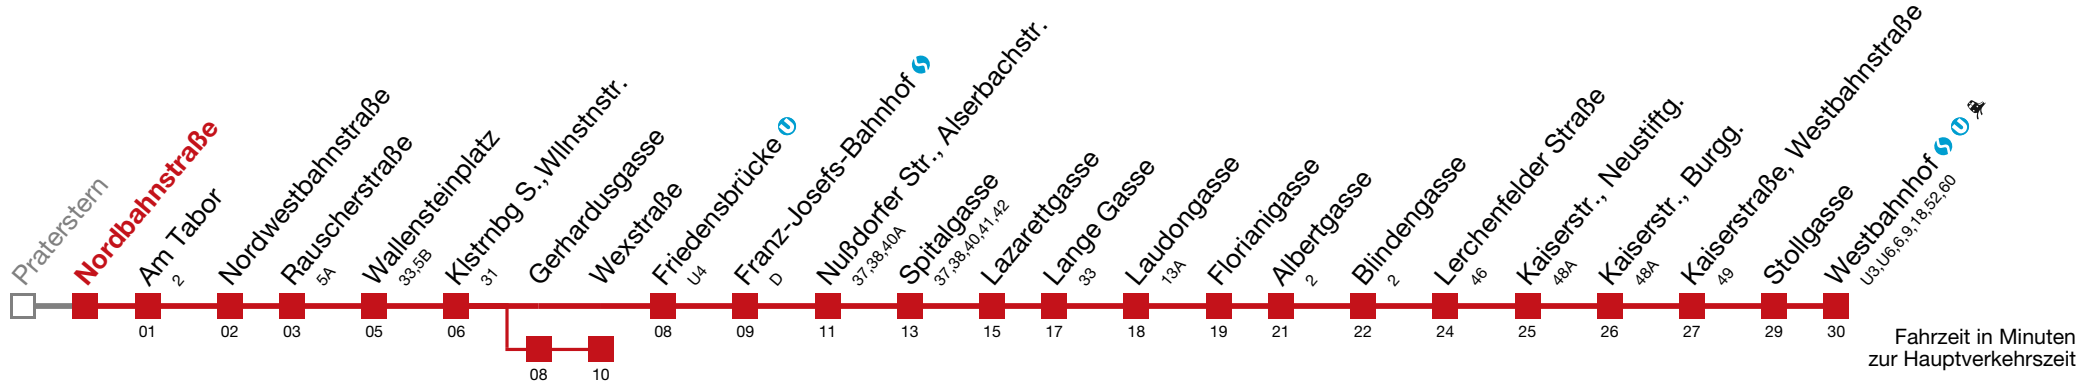 Praterstern
Nordbahnstraße
Am Tabor
2
Nordwestbahnstraße
Rauscherstraße
5A
Wallensteinplatz
33,5B
Klstrnbg S.,Wllnstnstr.
31
Gerhardusgasse
Wexstraße
Friedensbrücke
U4
Franz-Josefs-Bahnhof
D
Nußdorfer Str., Alserbachstr.
37,38,40A
Spitalgasse
37,38,40,41,42
Lazarettgasse
Lange Gasse
33
Laudongasse
13A
Florianigasse
Albertgasse
2
Blindengasse
2
Lerchenfelder Straße
46
Kaiserstr., Neustiftg.
48A
Kaiserstr., Burgg.
48A
Kaiserstraße, Westbahnstraße
49
Stollgasse
Westbahnhof
U3,U6,6,9,18,52,60
01
02
03
05
06
08
09
11
13
15
17
18
19
21
22
24
25
26
27
29
30
08
10
Fahrzeit in Minuten
zur Hauptverkehrszeit